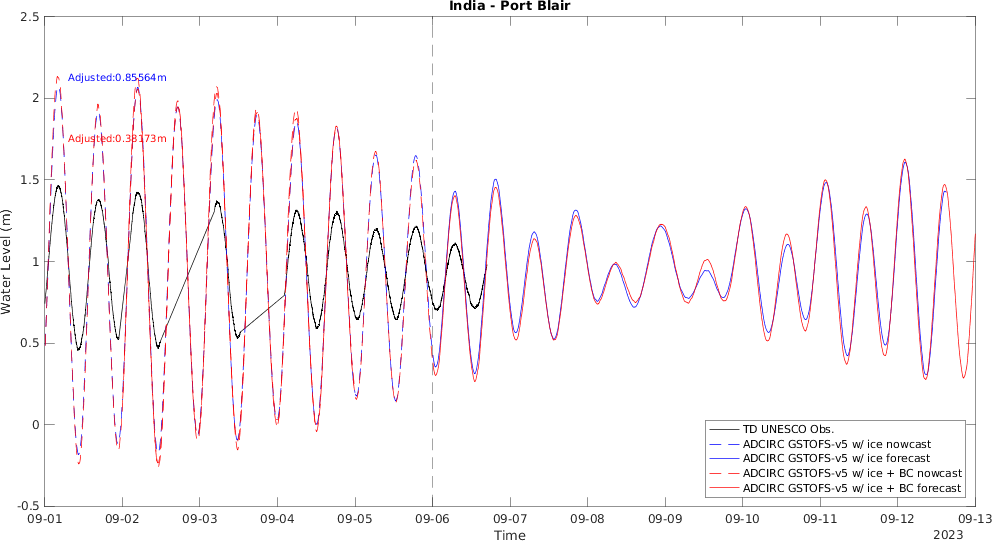 India - Port Blair
2.5
2
1.5
1
0.5
0
-0.5
Water Level (m)
Adjusted:0.85564m
Adjusted:0.38173m
TD UNESCO Obs.
ADCIRC GSTOFS-v5 w/ ice nowcast
ADCIRC GSTOFS-v5 w/ ice forecast
ADCIRC GSTOFS-v5 w/ ice + BC nowcast
ADCIRC GSTOFS-v5 w/ ice + BC forecast
09-01 09-02 09-03 09-04 09-05 09-06 09-07 09-08 09-09 09-10 09-11 09-12 09-13
Time
2023